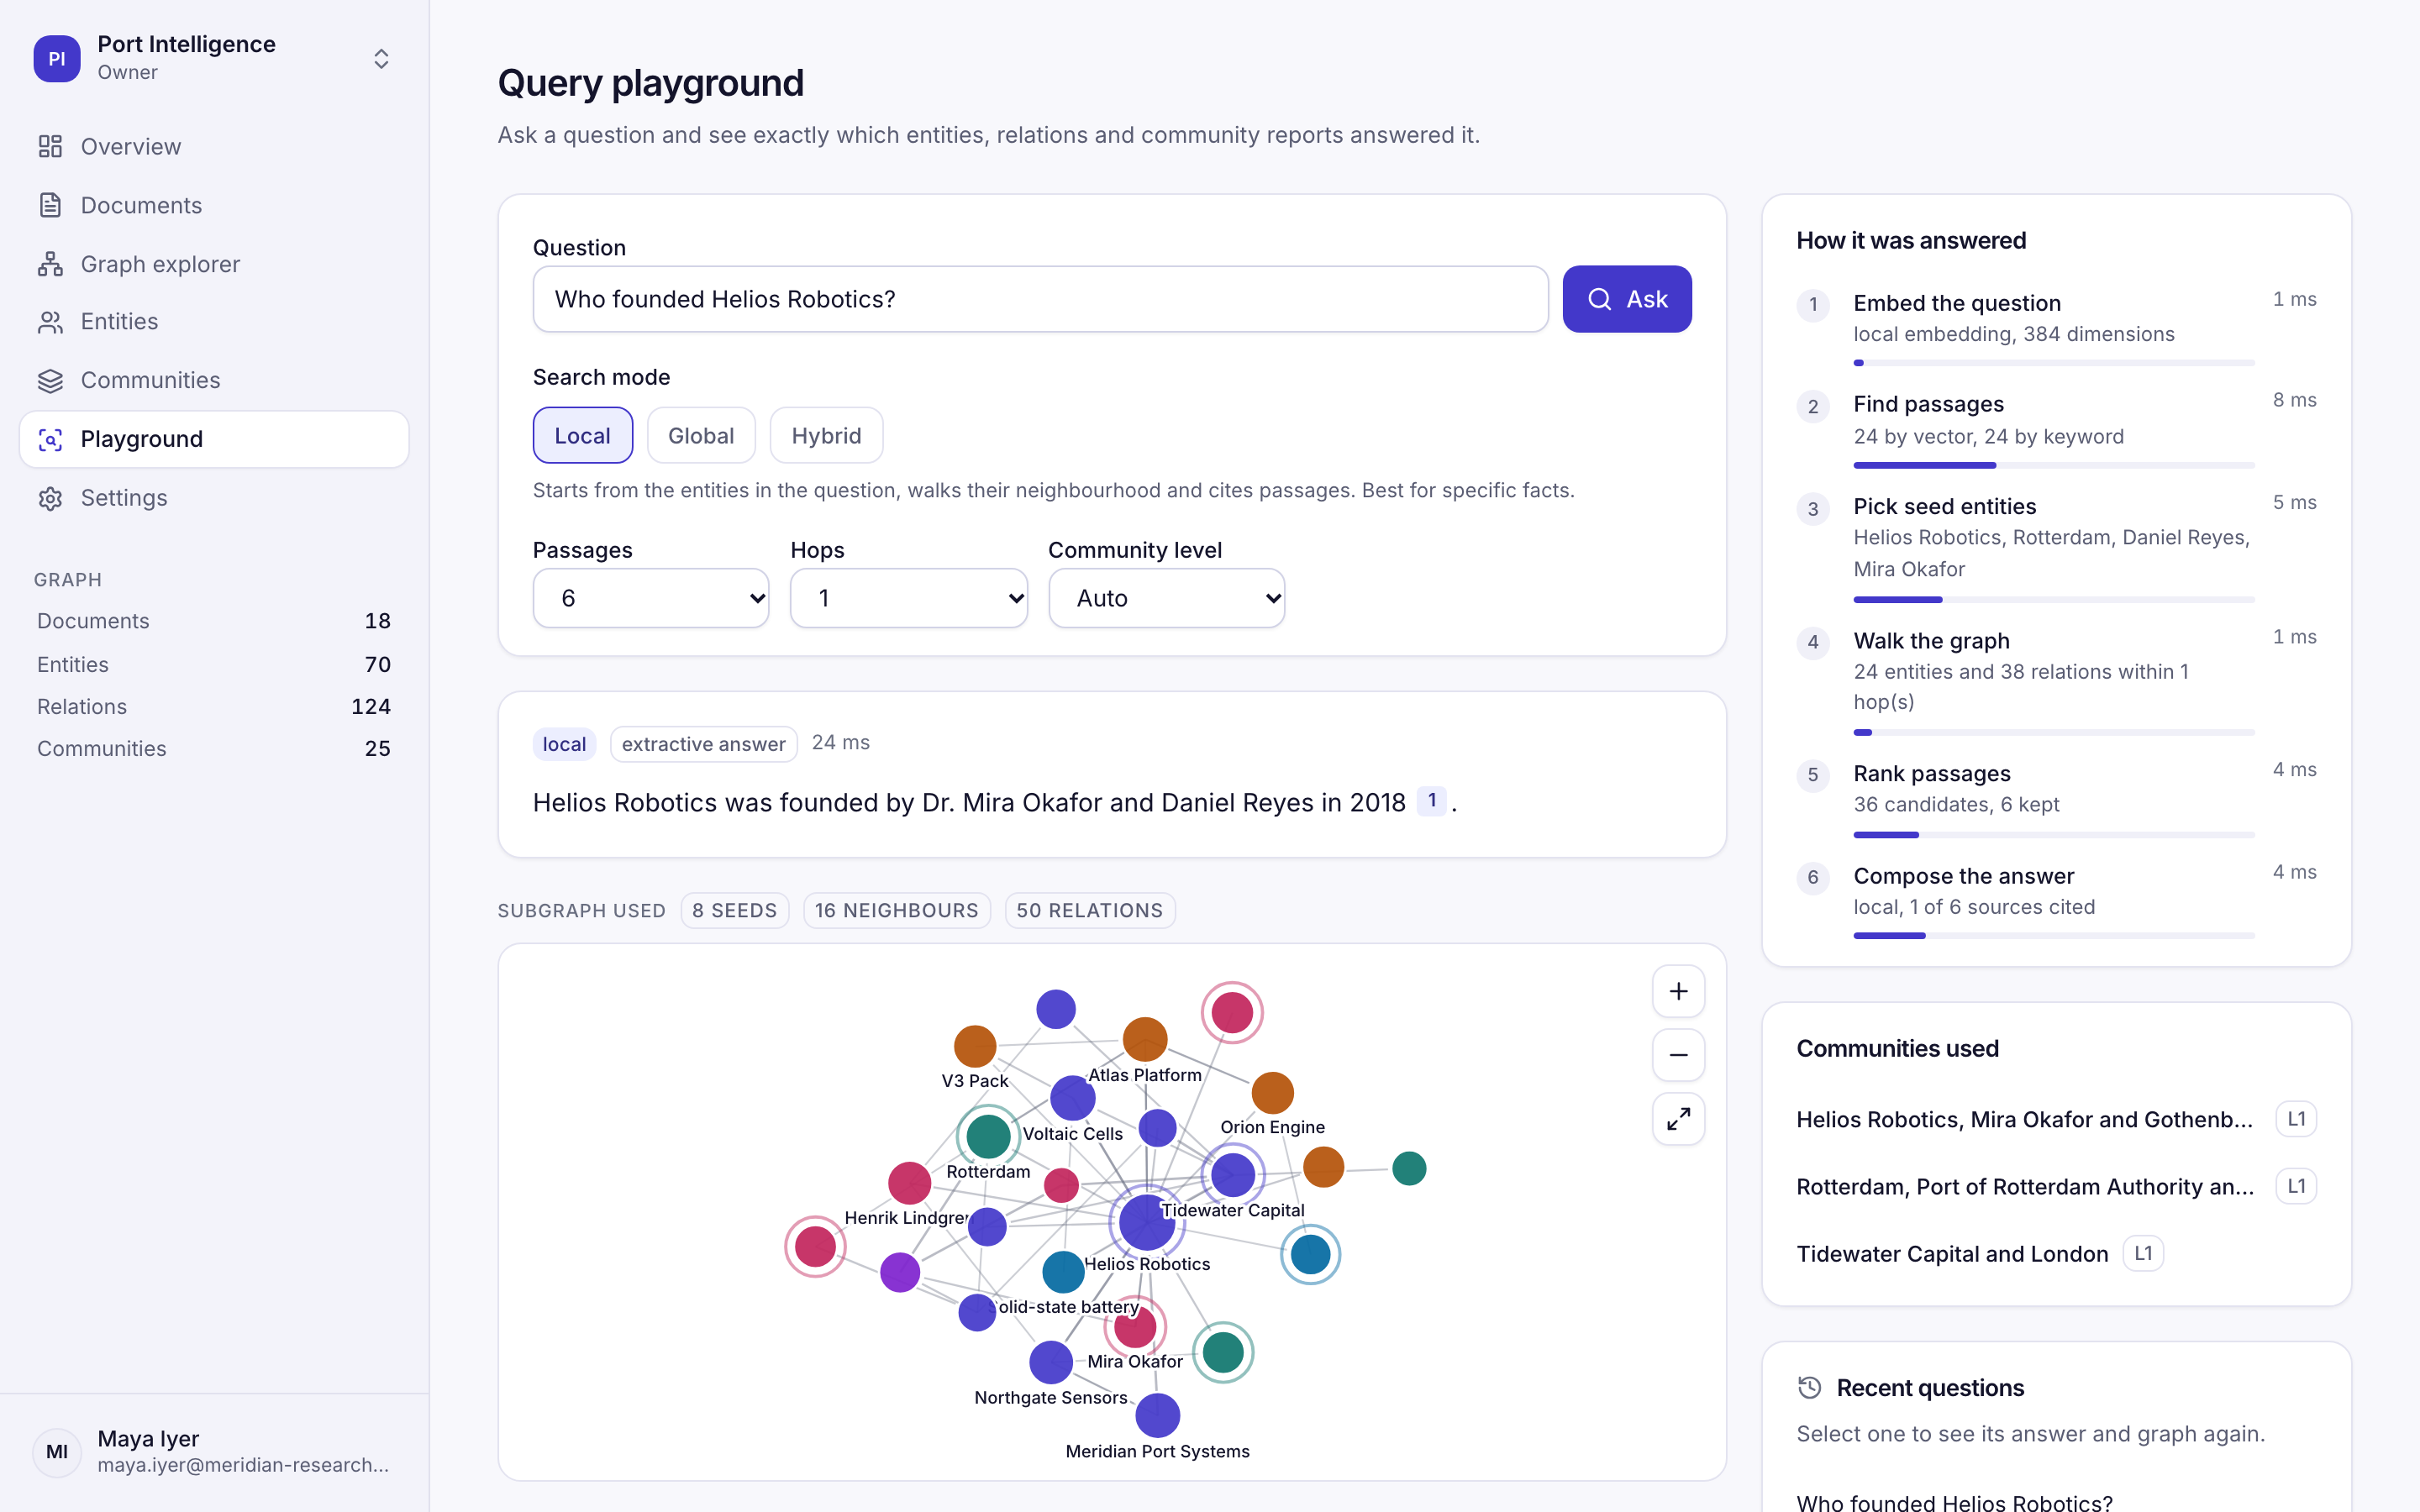 PI
Port Intelligence
Owner
Overview
Documents
Graph explorer
Entities
Communities
Playground
Settings
GRAPH
Documents 18
Entities 70
Relations 124
Communities 25
MI
Maya Iyer
maya.iyer@meridian-research...
Query playground
Ask a question and see exactly which entities, relations and community reports answered it.
Question
Who founded Helios Robotics?
Ask
Search mode
Local Global Hybrid
Starts from the entities in the question, walks their neighbourhood and cites passages. Best for specific facts.
Passages Hops Community level
6 1 Auto
local extractive answer 24 ms
Helios Robotics was founded by Dr. Mira Okafor and Daniel Reyes in 2018 1 .
SUBGRAPH USED 8 SEEDS 16 NEIGHBOURS 50 RELATIONS
V3 Pack
Atlas Platform
Orion Engine
Voltaic Cells
Rotterdam
Tidewater Capital
Henrik Lindgren
Helios Robotics
Solid-state battery
Mira Okafor
Northgate Sensors
Meridian Port Systems
How it was answered
1 Embed the question 1 ms
local embedding, 384 dimensions
2 Find passages 8 ms
24 by vector, 24 by keyword
3 Pick seed entities 5 ms
Helios Robotics, Rotterdam, Daniel Reyes,
Mira Okafor
4 Walk the graph 1 ms
24 entities and 38 relations within 1
hop(s)
5 Rank passages 4 ms
36 candidates, 6 kept
6 Compose the answer 4 ms
local, 1 of 6 sources cited
Communities used
Helios Robotics, Mira Okafor and Gothenb... L1
Rotterdam, Port of Rotterdam Authority an... L1
Tidewater Capital and London L1
Recent questions
Select one to see its answer and graph again.
Who founded Helios Robotics?